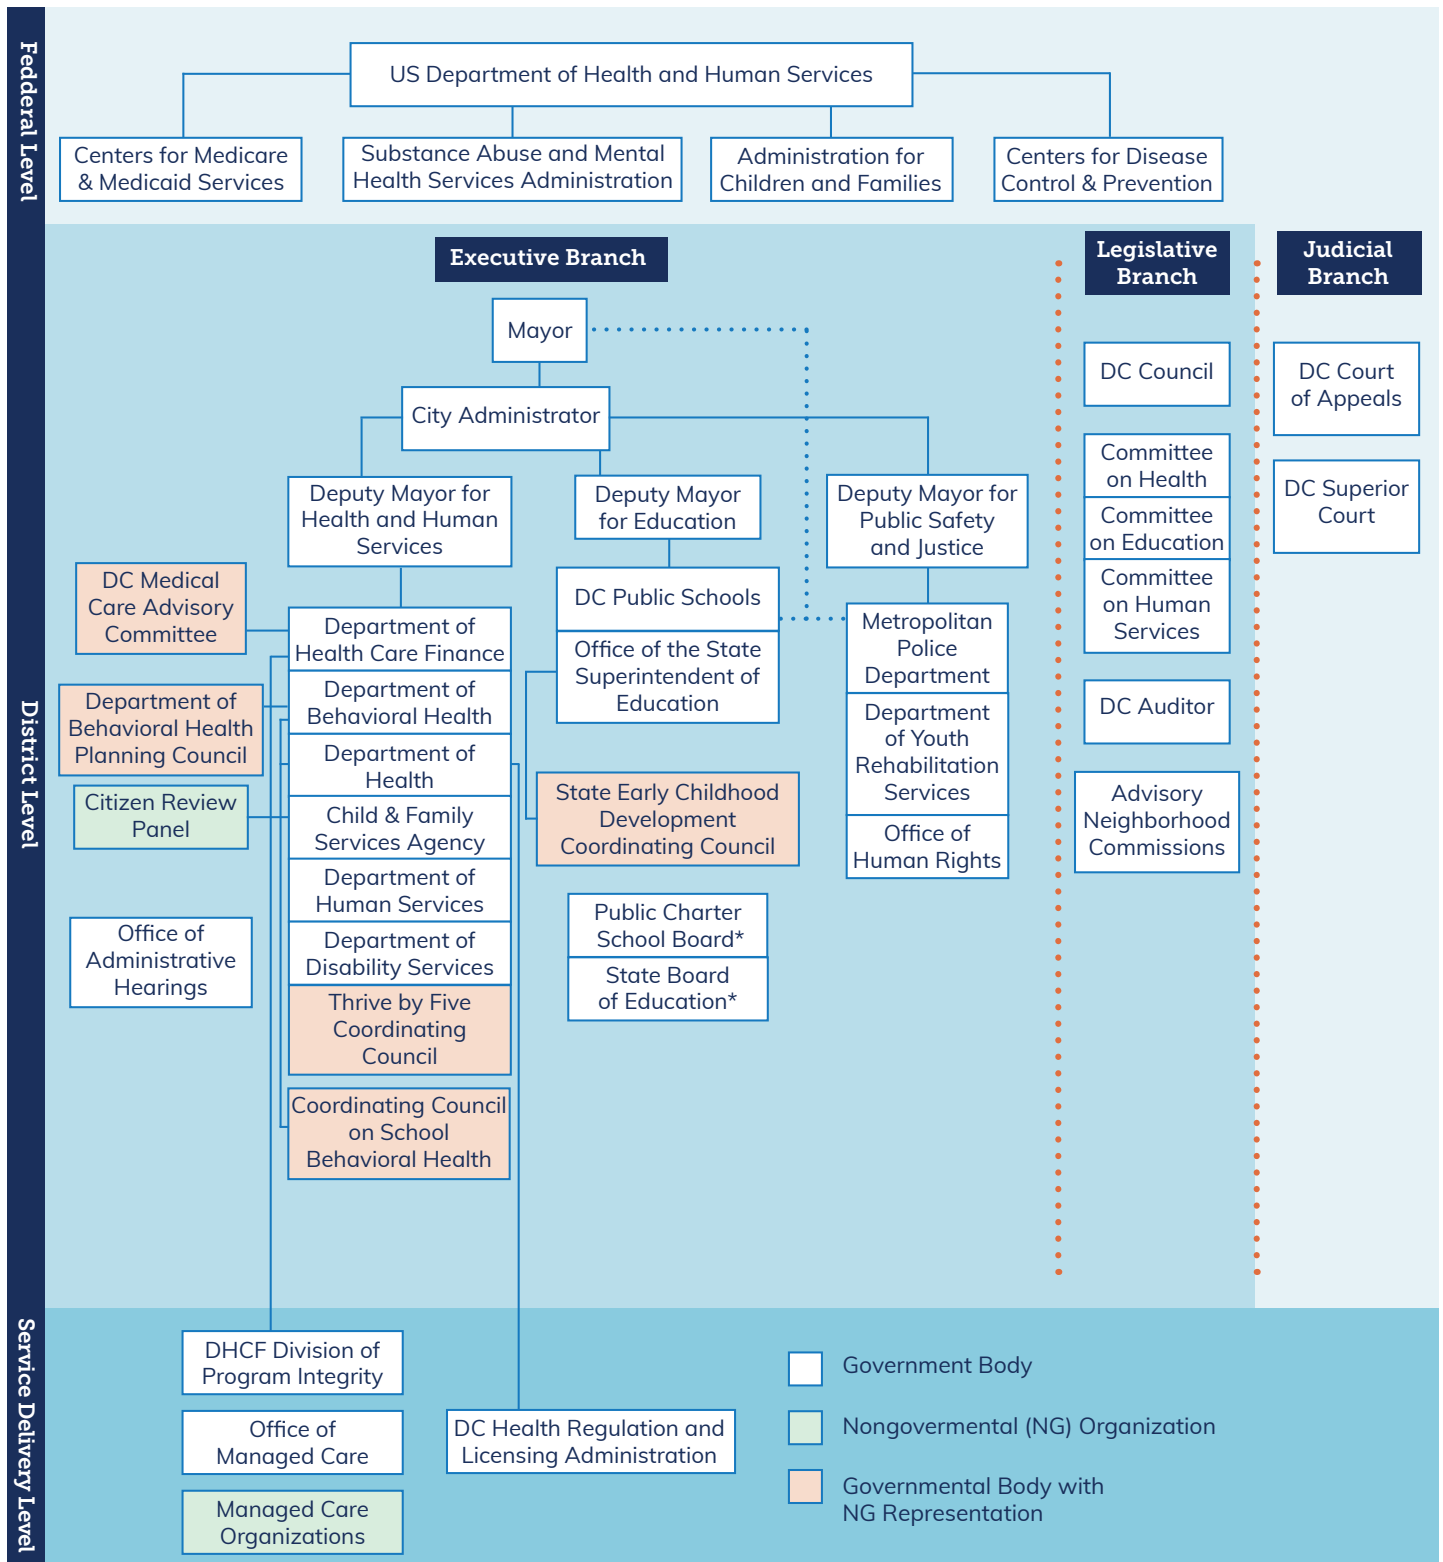 Federal Level
US Department of Health and Human Services
Centers for Medicare
& Medicaid Services
Substance Abuse and Mental
Health Services Administration
Administration for
Children and Families
Centers for Disease
Control & Prevention
District Level
Executive Branch
Mayor
City Administrator
Deputy Mayor for
Health and Human
Services
Deputy Mayor
for Education
Deputy Mayor for
Public Safety
and Justice
DC Medical
Care Advisory
Committee
Department of
Behavioral Health
Planning Council
Citizen Review
Panel
Office of
Administrative
Hearings
Department of
Health Care Finance
Department of
Behavioral Health
Department of
Health
Child & Family
Services Agency
Department of
Human Services
Department of
Disability Services
Thrive by Five
Coordinating
Council
Coordinating Council
on School
Behavioral Health
DC Public Schools
Office of the State
Superintendent of
Education
State Early Childhood
Development
Coordinating Council
Public Charter
School Board*
State Board
of Education*
Metropolitan
Police
Department
Department
of Youth
Rehabilitation
Services
Office of
Human Rights
Legislative
Branch
DC Council
Committee
on Health
Committee
on Education
Committee
on Human
Services
DC Auditor
Advisory
Neighborhood
Commissions
Judicial
Branch
DC Court
of Appeals
DC Superior
Court
Service Delivery Level
DHCF Division of
Program Integrity
Office of
Managed Care
Managed Care
Organizations
DC Health Regulation and
Licensing Administration
Government Body
Nongovermental (NG) Organization
Governmental Body with
NG Representation